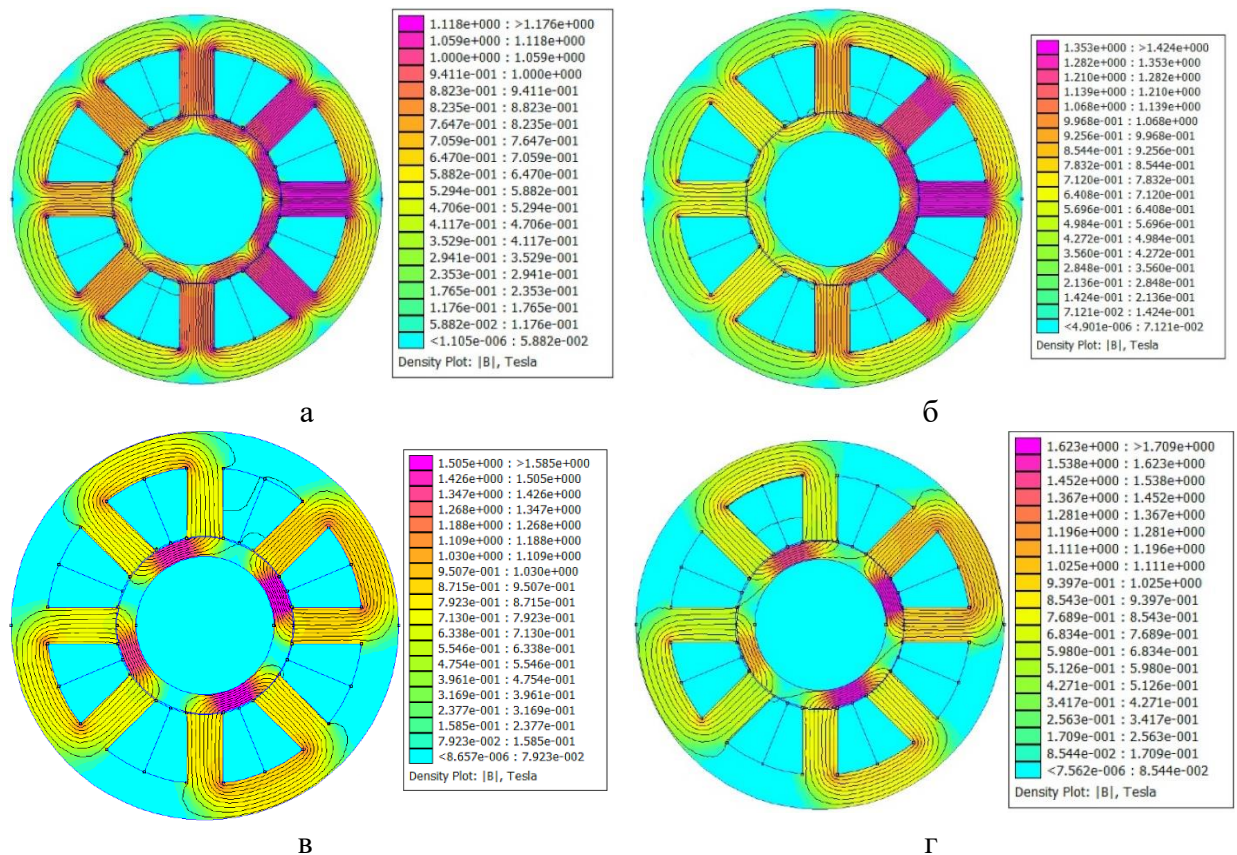 1.118e+000 : >1.176e+000
1.059e+000 : 1.118e+000
1.000e+000 : 1.059e+000
9.411e-001 : 1.000e+000
8.823e-001 : 9.411e-001
8.235e-001 : 8.823e-001
7.647e-001 : 8.235e-001
7.059e-001 : 7.647e-001
6.470e-001 : 7.059e-001
5.882e-001 : 6.470e-001
5.294e-001 : 5.882e-001
4.706e-001 : 5.294e-001
4.117e-001 : 4.706e-001
3.529e-001 : 4.117e-001
2.941e-001 : 3.529e-001
2.353e-001 : 2.941e-001
1.765e-001 : 2.353e-001
1.176e-001 : 1.765e-001
5.882e-002 : 1.176e-001
<1.105e-006 : 5.882e-002
Density Plot: |B|, Tesla
а
1.353e+000 : >1.424e+000
1.282e+000 : 1.353e+000
1.210e+000 : 1.282e+000
1.139e+000 : 1.210e+000
1.068e+000 : 1.139e+000
9.968e-001 : 1.068e+000
9.256e-001 : 9.968e-001
8.544e-001 : 9.256e-001
7.832e-001 : 8.544e-001
7.120e-001 : 7.832e-001
6.408e-001 : 7.120e-001
5.696e-001 : 6.408e-001
4.984e-001 : 5.696e-001
4.272e-001 : 4.984e-001
3.560e-001 : 4.272e-001
2.848e-001 : 3.560e-001
2.136e-001 : 2.848e-001
1.424e-001 : 2.136e-001
7.121e-002 : 1.424e-001
<4.901e-006 : 7.121e-002
Density Plot: |B|, Tesla
б
1.505e+000 : >1.585e+000
1.426e+000 : 1.505e+000
1.347e+000 : 1.426e+000
1.268e+000 : 1.347e+000
1.188e+000 : 1.268e+000
1.109e+000 : 1.188e+000
1.030e+000 : 1.109e+000
9.507e-001 : 1.030e+000
8.715e-001 : 9.507e-001
7.923e-001 : 8.715e-001
7.130e-001 : 7.923e-001
6.338e-001 : 7.130e-001
5.546e-001 : 6.338e-001
4.754e-001 : 5.546e-001
3.961e-001 : 4.754e-001
3.169e-001 : 3.961e-001
2.377e-001 : 3.169e-001
1.585e-001 : 2.377e-001
7.923e-002 : 1.585e-001
<8.657e-006 : 7.923e-002
Density Plot: |B|, Tesla
в
1.623e+000 : >1.709e+000
1.538e+000 : 1.623e+000
1.452e+000 : 1.538e+000
1.367e+000 : 1.452e+000
1.281e+000 : 1.367e+000
1.196e+000 : 1.281e+000
1.111e+000 : 1.196e+000
1.025e+000 : 1.111e+000
9.397e-001 : 1.025e+000
8.543e-001 : 9.397e-001
7.689e-001 : 8.543e-001
6.834e-001 : 7.689e-001
5.980e-001 : 6.834e-001
5.126e-001 : 5.980e-001
4.271e-001 : 5.126e-001
3.417e-001 : 4.271e-001
2.563e-001 : 3.417e-001
1.709e-001 : 2.563e-001
8.544e-002 : 1.709e-001
<7.562e-006 : 8.544e-002
Density Plot: |B|, Tesla
г